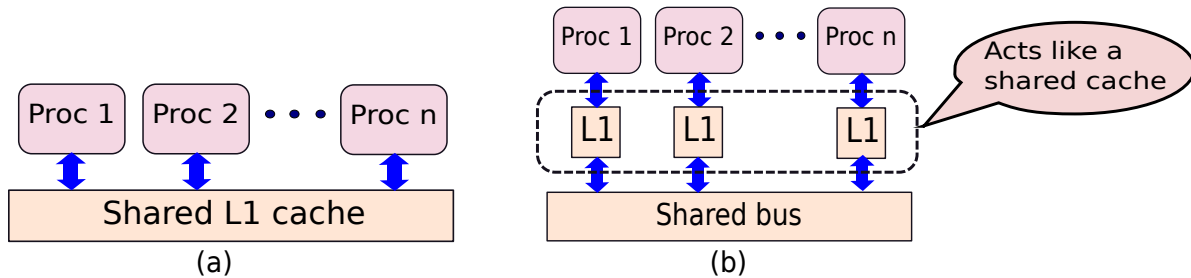 Proc 1
Proc 2
Proc n
Shared L1 cache
(a)
Proc 1
Proc 2
Proc n
Acts like a
shared cache
L1
L1
L1
Shared bus
(b)